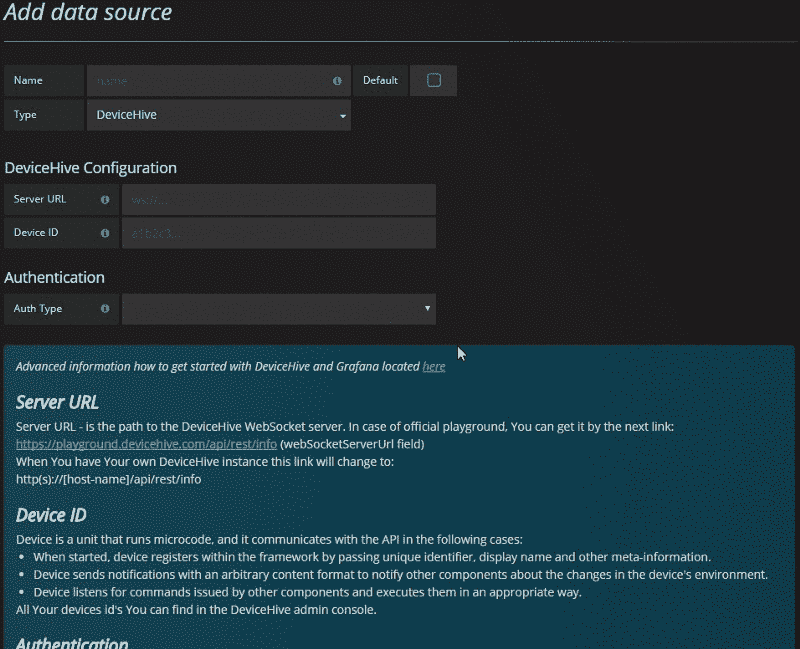 Add data source
Name name Default
Type DeviceHive
DeviceHive Configuration
Server URL ws://...
Device ID a1b2c3...
Authentication
Auth Type
Advanced information how to get started with DeviceHive and Grafana located here
Server URL
Server URL - is the path to the DeviceHive WebSocket server. In case of official playground, You can get it by the next link:
https://playground.devicehive.com/api/rest/info (webSocketServerUrl field)
When You have Your own DeviceHive instance this link will change to:
http(s)://[host-name]/api/rest/info
Device ID
Device is a unit that runs microcode, and it communicates with the API in the following cases:
• When started, device registers within the framework by passing unique identifier, display name and other meta-information.
• Device sends notifications with an arbitrary content format to notify other components about the changes in the device's environment.
• Device listens for commands issued by other components and executes them in an appropriate way.
All Your devices id's You can find in the DeviceHive admin console.
Authentication